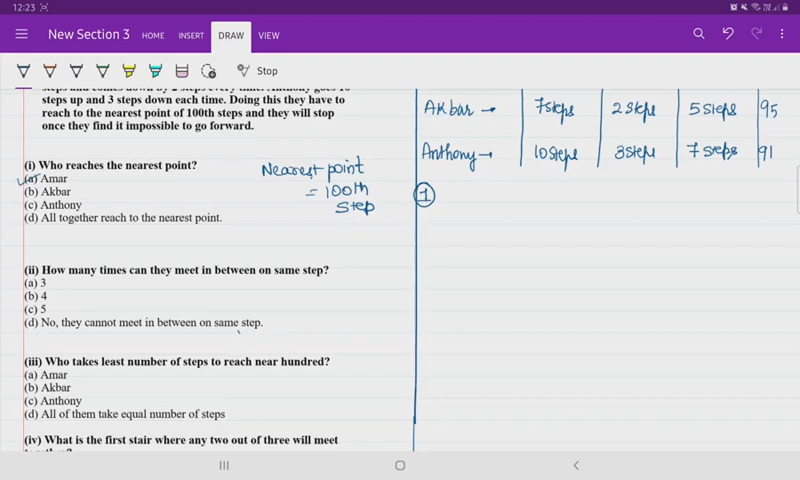 12:23
New Section 3 HOME INSERT DRAW VIEW
Stop
steps and comes down by 2 steps every time. Anthony goes 10
steps up and 3 steps down each time. Doing this they have to
reach to the nearest point of 100th steps and they will stop
once they find it impossible to go forward.
(i) Who reaches the nearest point?
(a) Amar
(b) Akbar
(c) Anthony
(d) All together reach to the nearest point.
Nearest point
= 100th
step
(ii) How many times can they meet in between on same step?
(a) 3
(b) 4
(c) 5
(d) No, they cannot meet in between on same step.
(iii) Who takes least number of steps to reach near hundred?
(a) Amar
(b) Akbar
(c) Anthony
(d) All of them take equal number of steps
(iv) What is the first stair where any two out of three will meet
Akbar → 7steps 2steps 5steps 95
Anthony → 10steps 3steps 7steps 91
1